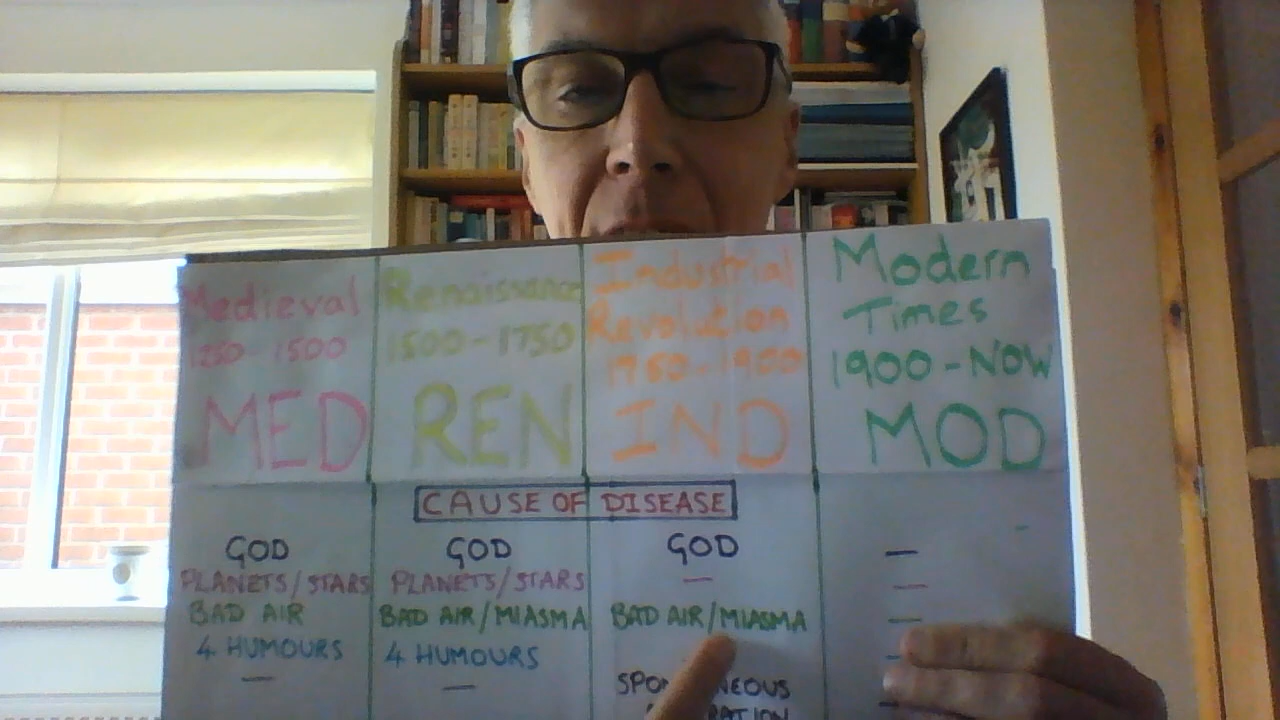 Medieval
1250-1500
MED
Renaissance
1500-1750
REN
Industrial
Revolution
1750-1900
IND
Modern
Times
1900-NOW
MOD
CAUSE OF DISEASE
GOD
PLANETS/STARS
BAD AIR
4 HUMOURS
—
GOD
PLANETS/STARS
BAD AIR/MIASMA
4 HUMOURS
—
GOD
—
BAD AIR/MIASMA
—
—
—
—